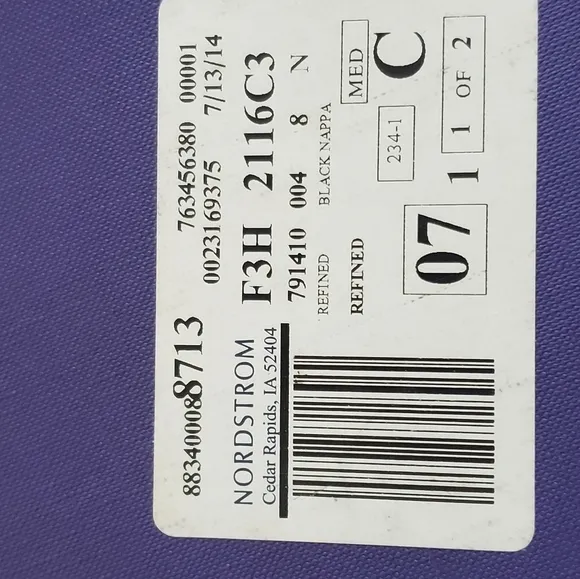 883400088713
763456380 00001
0023169375 7/13/14
NORDSTROM
Cedar Rapids, IA 52404
F3H 2116C3
791410 004 8 N
REFINED BLACK NAPPA
REFINED
MED
234-1
C
07
1
1 OF 2